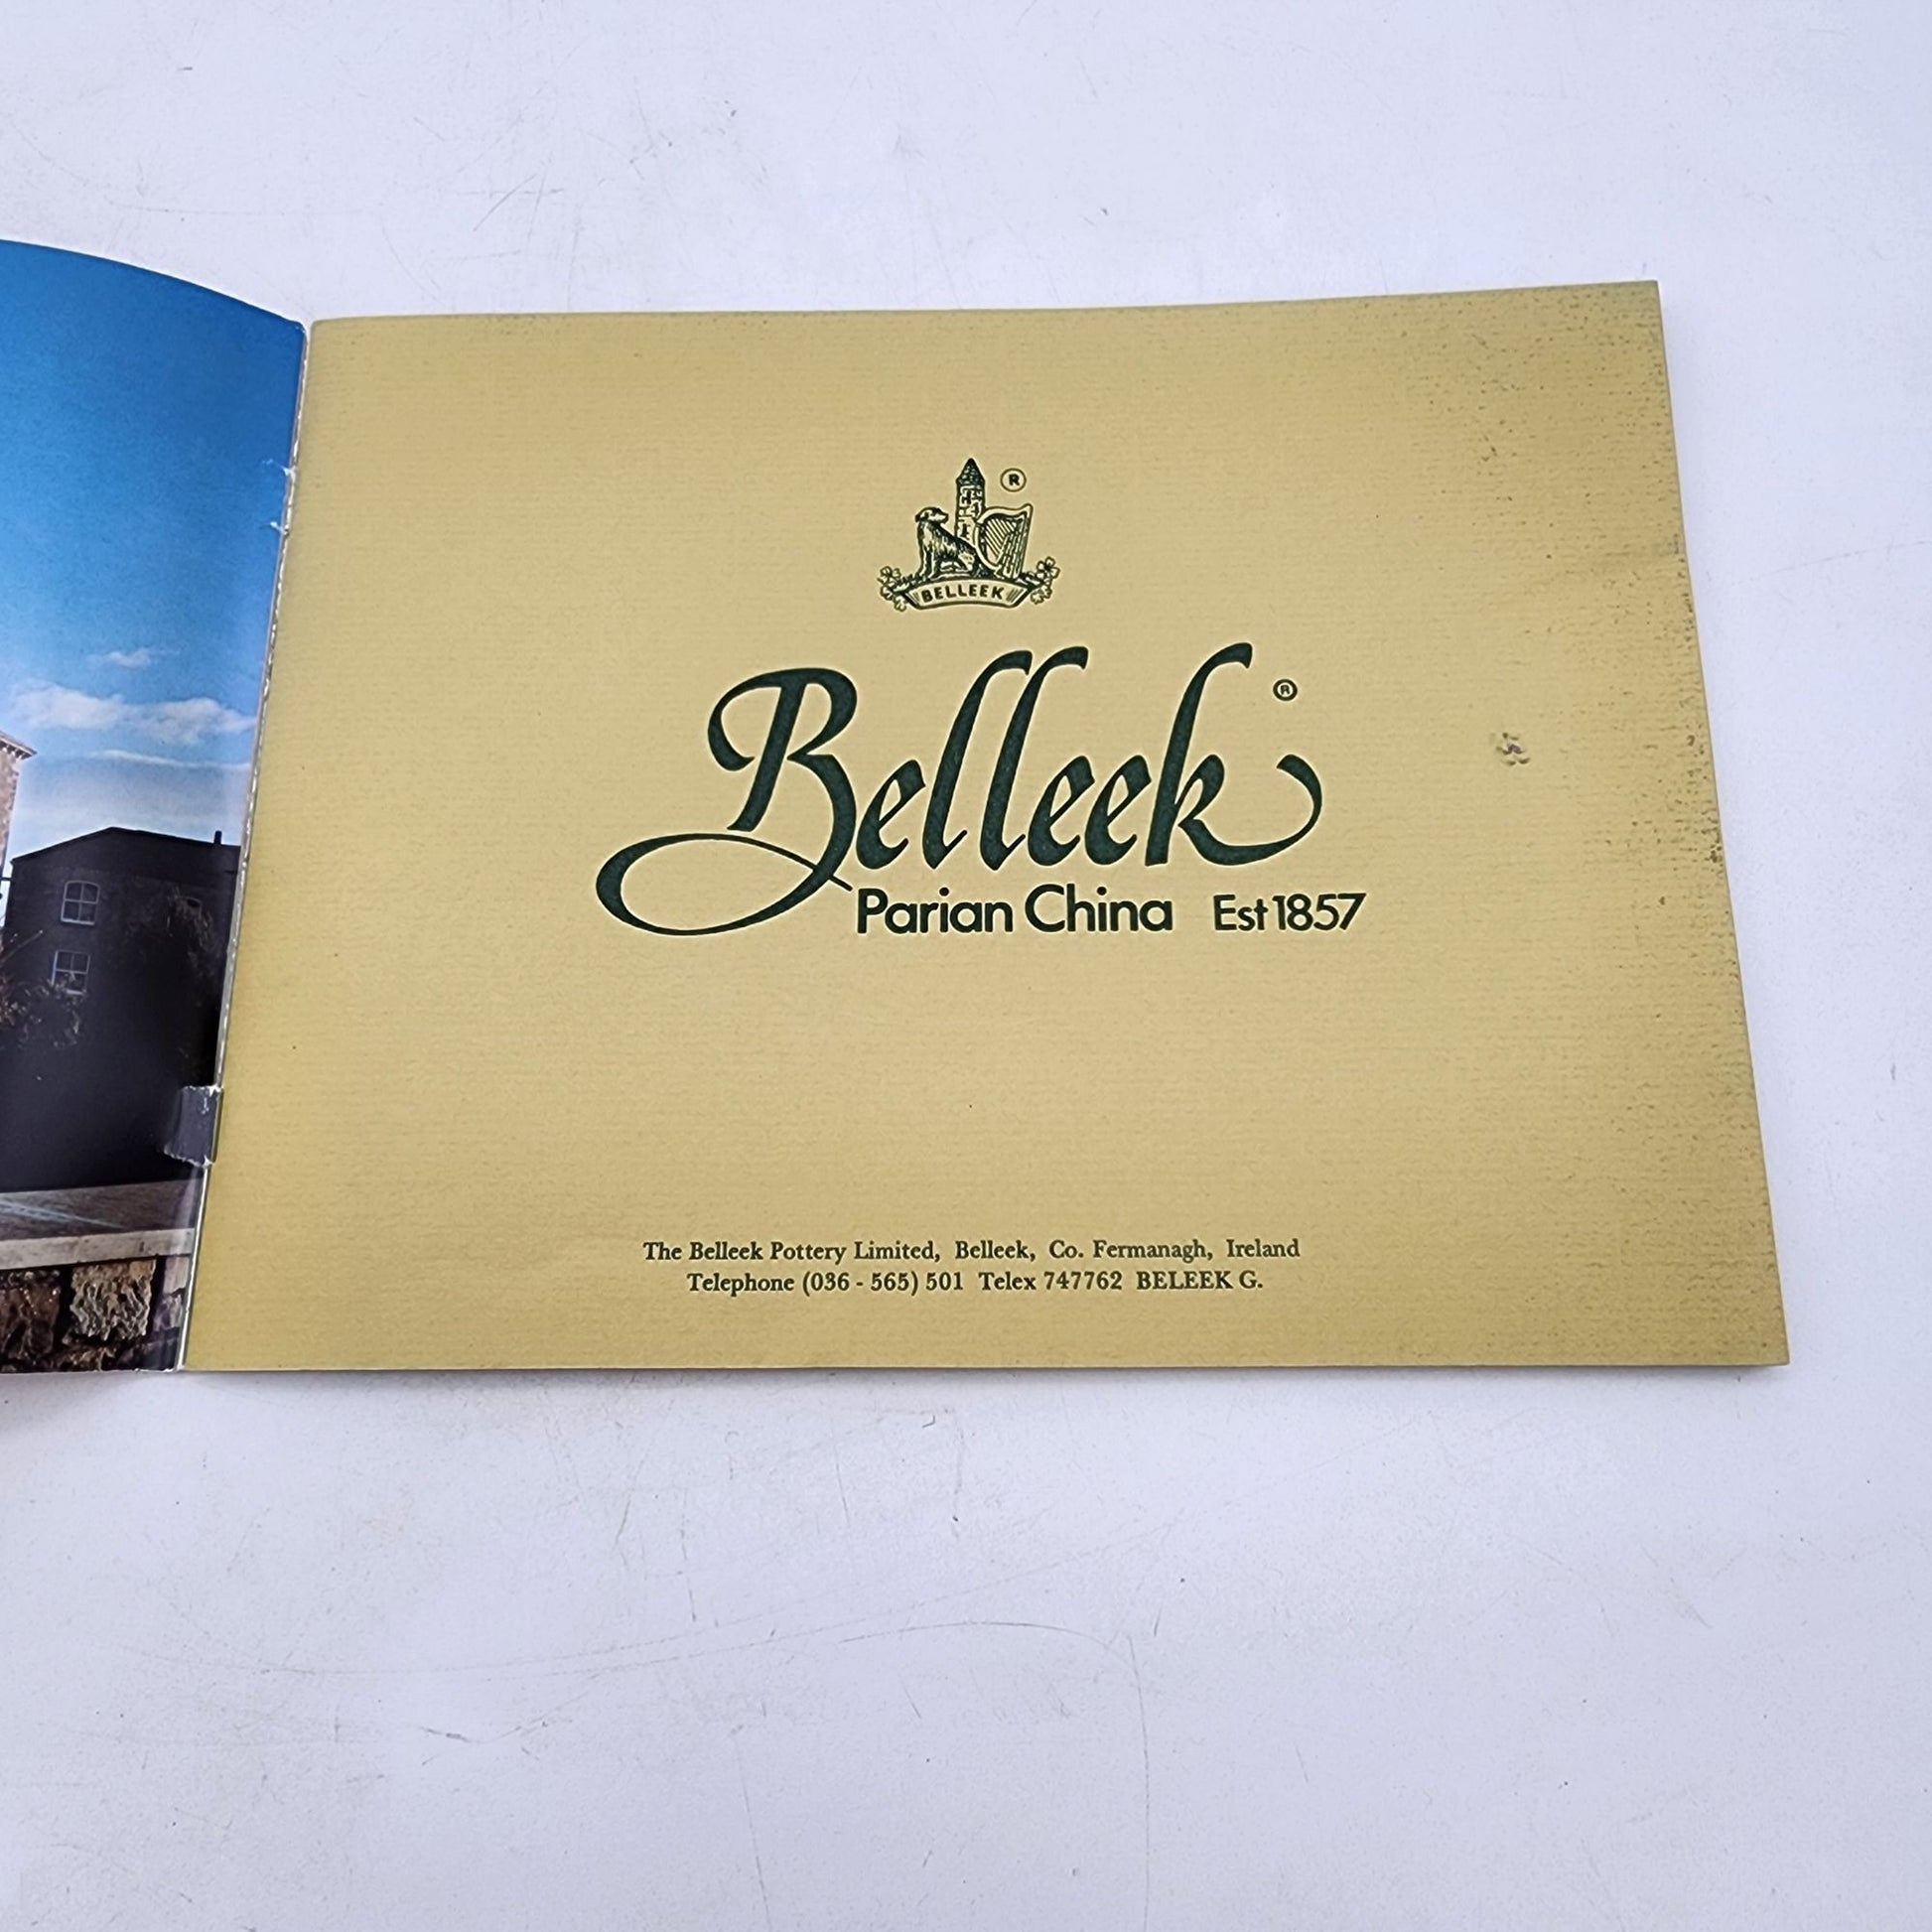 ®
BELLEEK
Belleek ®
Parian China Est 1857
The Belleek Pottery Limited, Belleek, Co. Fermanagh, Ireland
Telephone (036 - 565) 501 Telex 747762 BELEEK G.